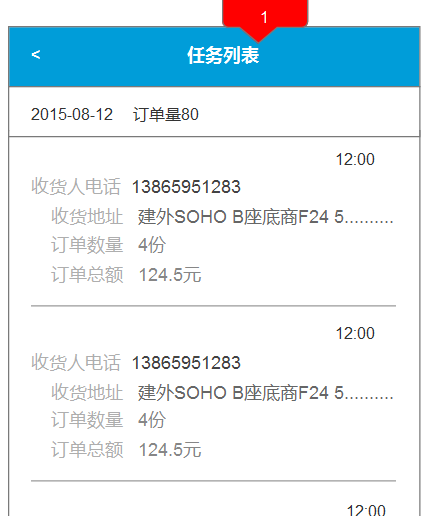 1
< 任务列表
2015-08-12 订单量80
12:00
收货人电话 13865951283
收货地址 建外SOHO B座底商F24 5..........
订单数量 4份
订单总额 124.5元
12:00
收货人电话 13865951283
收货地址 建外SOHO B座底商F24 5..........
订单数量 4份
订单总额 124.5元
12:00